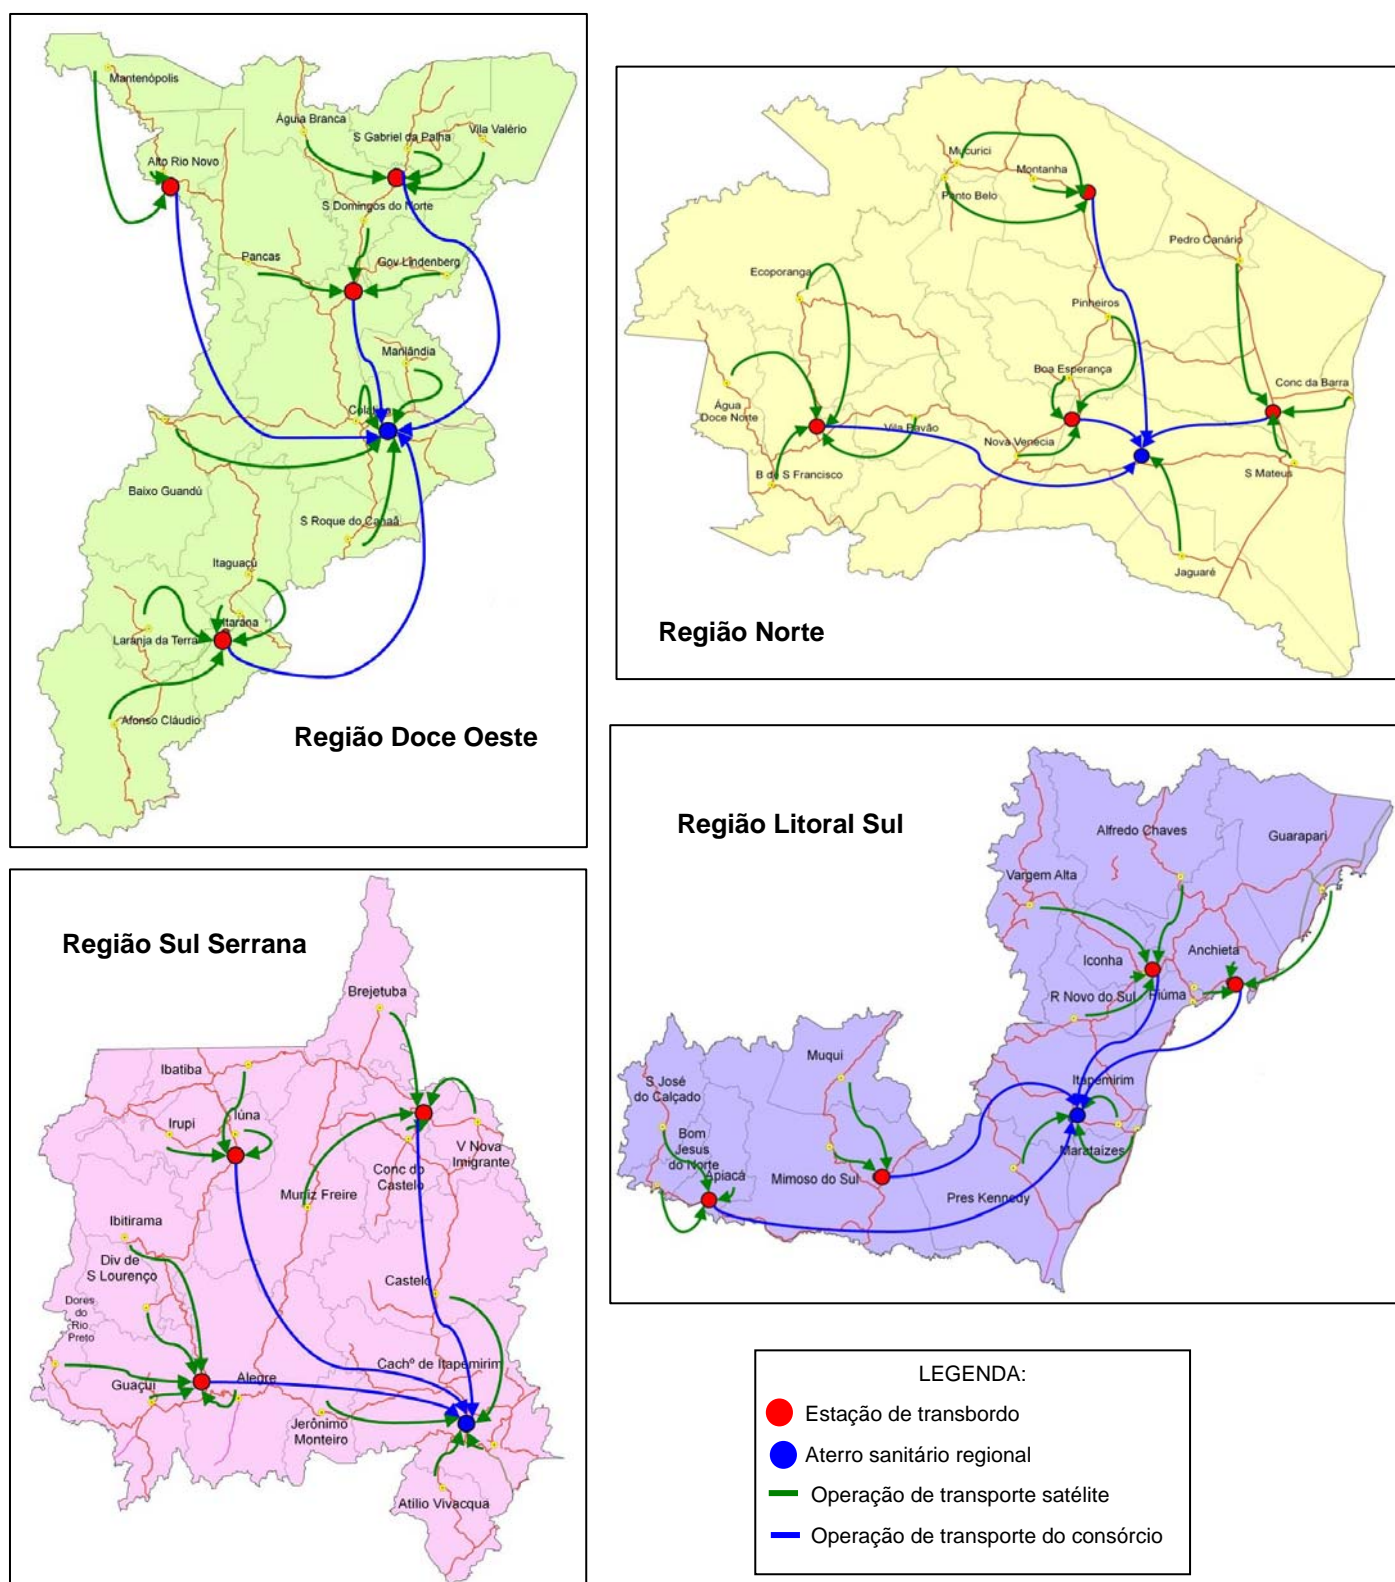 Mantenópolis
Águia Branca
S Gabriel da Palha
Vila Valério
Alto Rio Novo
S Domingos do Norte
Pancas
Gov Lindenberg
Marilândia
Baixo Guandú
S Roque do Canaã
Itaguaçú
Itarana
Laranja da Terra
Afonso Cláudio
Região Doce Oeste
Mucurici
Montanha
Ponto Belo
Pedro Canário
Ecoporanga
Pinheiros
Boa Esperança
Conc da Barra
Água
Doce Norte
Vila Pavão
Nova Venécia
B de S Francisco
S Mateus
Jaguaré
Região Norte
Região Litoral Sul
Alfredo Chaves
Guarapari
Vargem Alta
Iconha
Anchieta
R Novo do Sul
Piúma
Muqui
Itapemirim
S José
do Calçado
Bom
Jesus
do Norte
Apiacá
Mimoso do Sul
Marataízes
Pres Kennedy
Região Sul Serrana
Brejetuba
Ibatiba
Irupi
Iúna
V Nova
Imigrante
Conc do
Castelo
Muniz Freire
Ibitirama
Div de
S Lourenço
Castelo
Dores
do
Rio
Preto
Cachº de Itapemirim
Guaçuí
Alegre
Jerônimo
Monteiro
Atilio Vivacqua
LEGENDA:
Estação de transbordo
Aterro sanitário regional
Operação de transporte satélite
Operação de transporte do consórcio